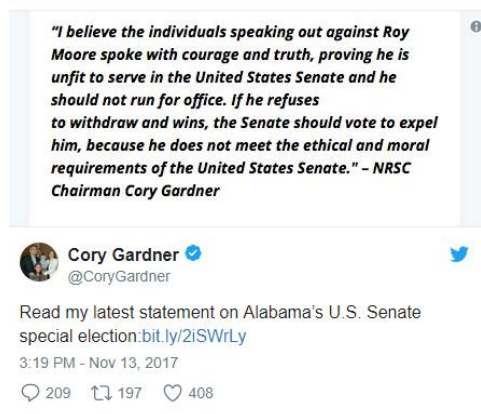 “I believe the individuals speaking out against Roy
Moore spoke with courage and truth, proving he is
unfit to serve in the United States Senate and he
should not run for office. If he refuses
to withdraw and wins, the Senate should vote to expel
him, because he does not meet the ethical and moral
requirements of the United States Senate." – NRSC
Chairman Cory Gardner
Cory Gardner
@CoryGardner
Read my latest statement on Alabama’s U.S. Senate
special election:bit.ly/2iSWrLy
3:19 PM - Nov 13, 2017
209 197 408